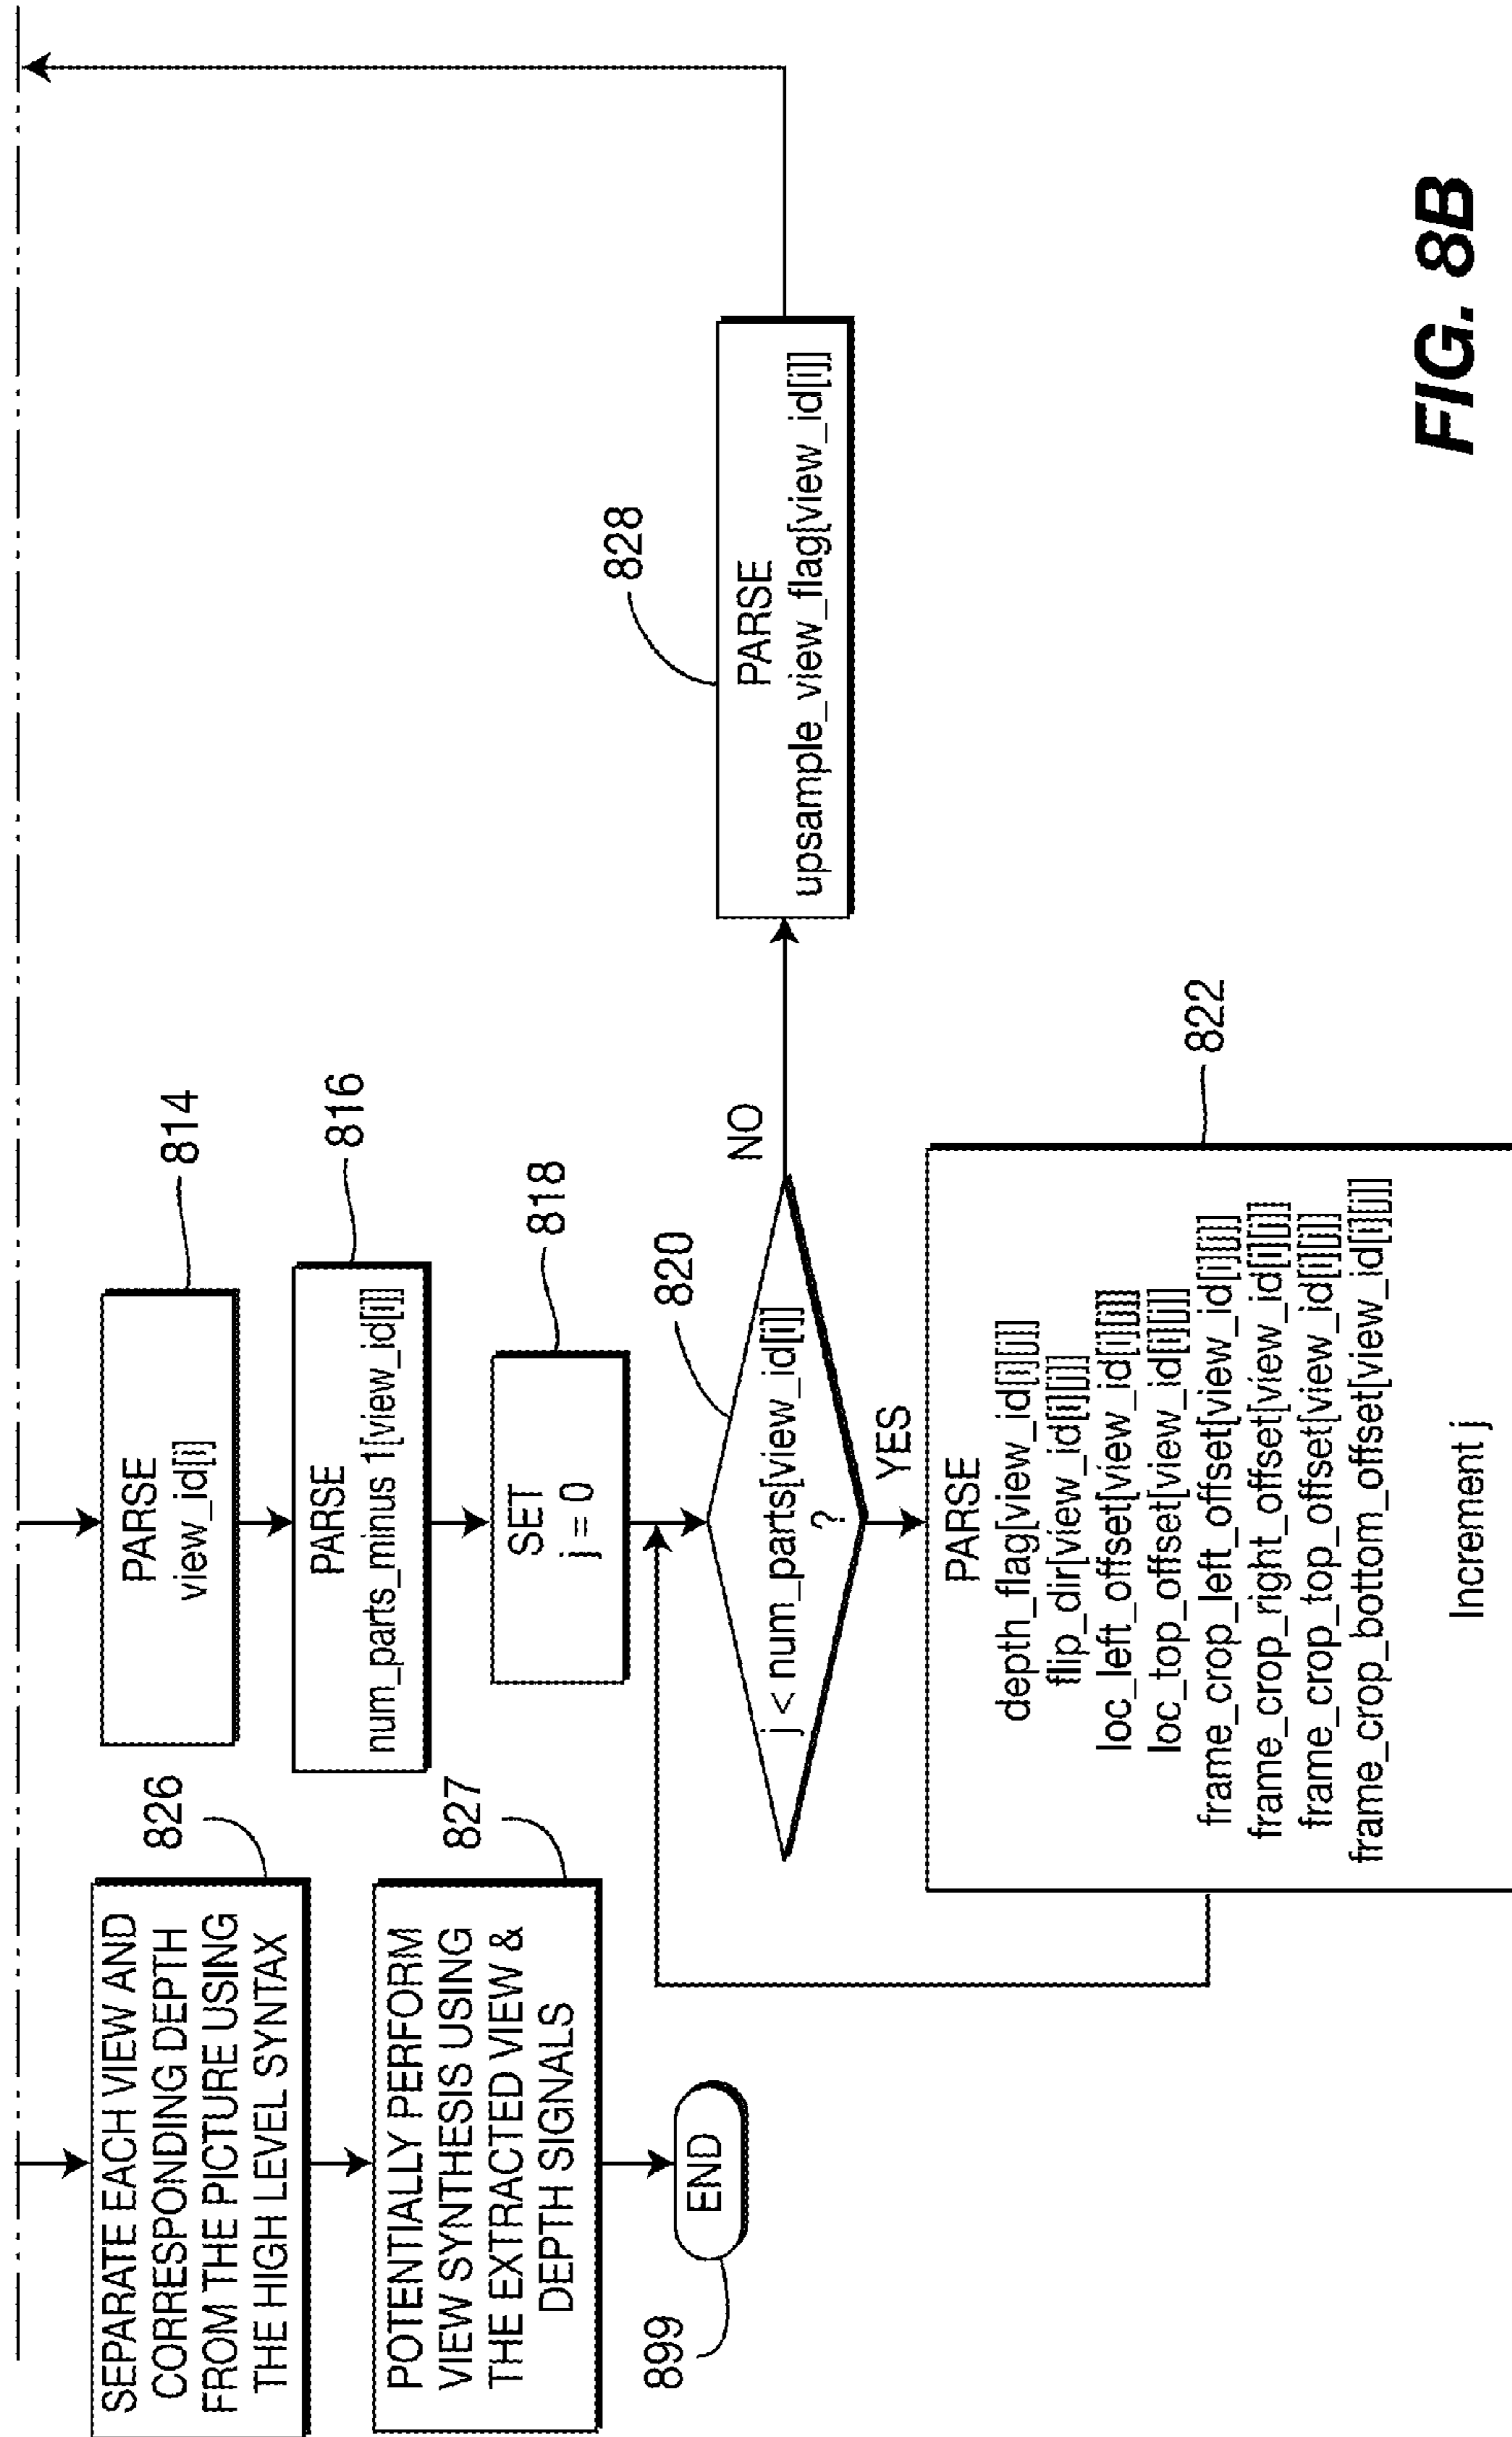 SEPARATE EACH VIEW AND
CORRESPONDING DEPTH
FROM THE PICTURE USING
THE HIGH LEVEL SYNTAX
826
POTENTIALLY PERFORM
VIEW SYNTHESIS USING
THE EXTRACTED VIEW &
DEPTH SIGNALS
827
END
899
PARSE
view_id[i]
814
PARSE
num_parts_minus 1[view_id[i]]
816
SET
j = 0
818
j < num_parts[view_id[i]]
?
820
NO
YES
PARSE
depth_flag[view_id[i][j]]
flip_dir[view_id[i][j]]
loc_left_offset[view_id[i][j]]
loc_top_offset[view_id[i][j]]
frame_crop_left_offset[view_id[i][j]]
frame_crop_right_offset[view_id[i][j]]
frame_crop_top_offset[view_id[i][j]]
frame_crop_bottom_offset[view_id[i][j]]
Increment j
822
PARSE
upsample_view_flag[view_id[i]]
828
FIG. 8B